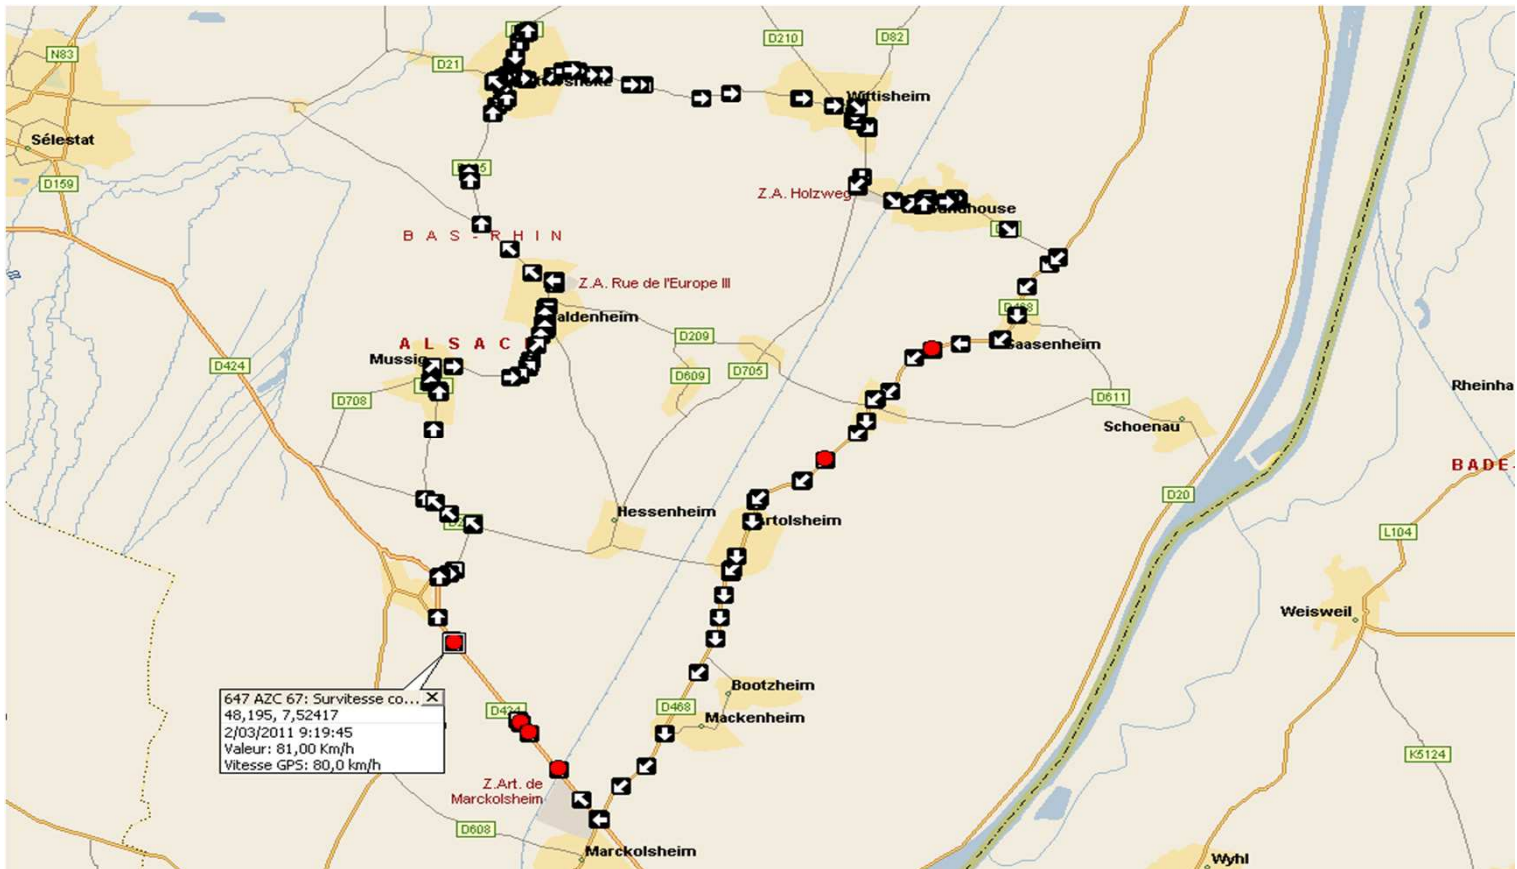 D210
D82
N83
D21
Wittisheim
Sélestat
D159
Z.A. Holzweg
BAS-RHIN
Z.A. Rue de l'Europe III
ALSAC
D209
Mussig
D424
D609
D705
Saasenheim
D708
D611
Rheinha
Schoenau
BADE-
D20
Hessenheim
Artolsheim
L104
Weisweil
647 AZC 67: Survitesse co...
48,195, 7,52417
2/03/2011 9:19:45
Valeur: 81,00 Km/h
Vitesse GPS: 80,0 km/h
D424
Bootzheim
D468
Mackenheim
K5124
Z.Art. de
Marckolsheim
D608
Marckolsheim
Wyhl